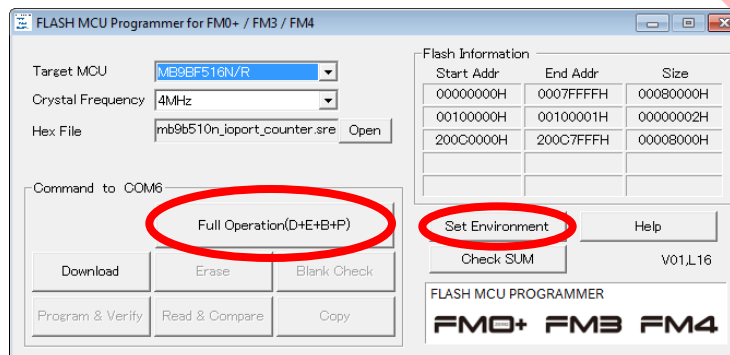 FLASH MCU Programmer for FM0+ / FM3 / FM4
Target MCU
MB9BF516N/R
Crystal Frequency
4MHz
Hex File
mb9b510n_ioport_counter.sre
Open
Flash Information
Start Addr End Addr Size
00000000H 0007FFFFH 00080000H
00100000H 00100001H 00000002H
200C0000H 200C7FFFH 00008000H
Command to COM6
Full Operation(D+E+B+P)
Download Erase Blank Check
Program & Verify Read & Compare Copy
Set Environment Help
Check SUM V01,L16
FLASH MCU PROGRAMMER
FM0+ FM3 FM4